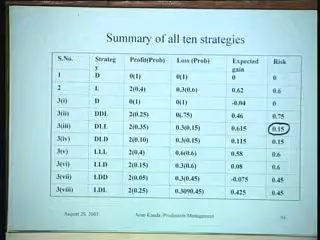 Summary of all ten strategies
S.No. Strateg Profit(Prob) Loss (Prob) Expected Risk
y gain
1 D 0(1) 0(1) 0 0
2 L 2(0.4) 0.3(0.6) 0.62 0.6
3(i) D 0(1) 0(1) -0.04 0
3(ii) DDL 2(0.25) 0(.75) 0.46 0.75
3(iii) DLL 2(0.35) 0.3(0.15) 0.615 0.15
3(iv) DLD 2(0.10) 0.3(0.15) 0.115 0.15
3(v) LLL 2(0.4) 0.6(0.6) 0.58 0.6
3(vi) LLD 2(0.15) 0.3(0.6) 0.08 0.6
3(vii) LDD 2(0.05) 0.3(0.45) -0.075 0.45
3(viii) LDL 2(0.25) 0.3(00.45) 0.425 0.45
August 20, 2003 Arun Kanda: Production Management